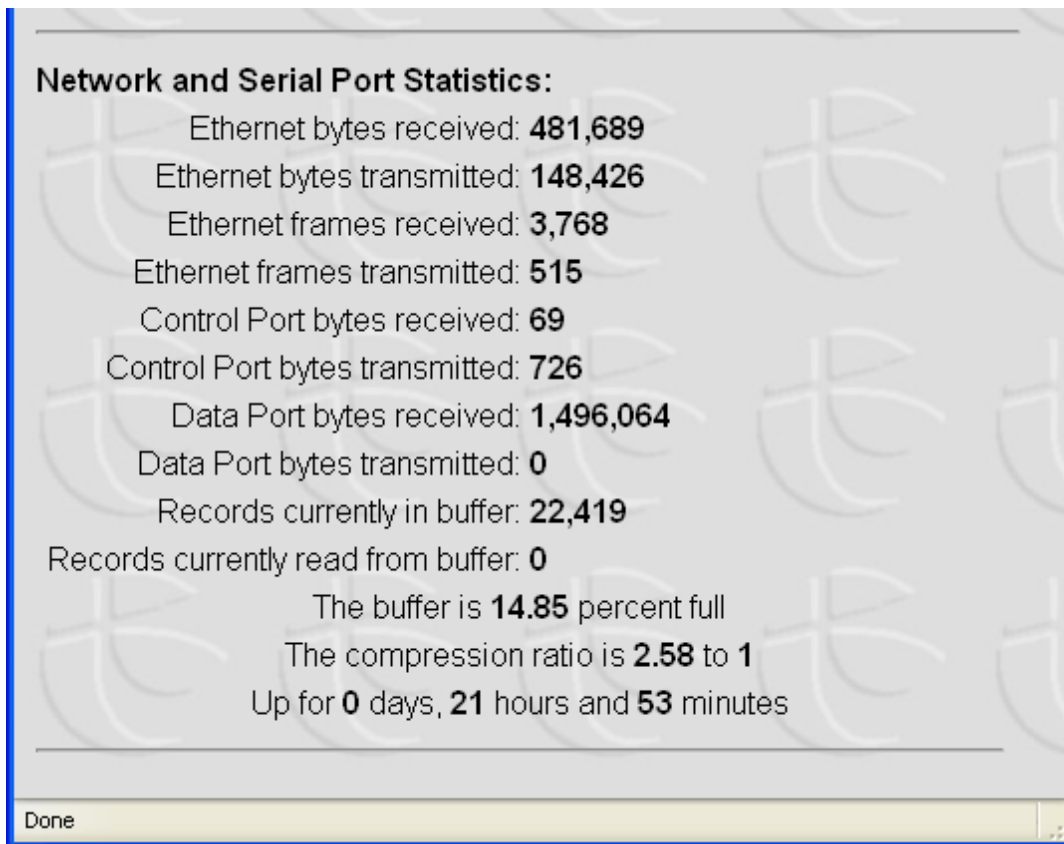 Network and Serial Port Statistics:
Ethernet bytes received: 481,689
Ethernet bytes transmitted: 148,426
Ethernet frames received: 3,768
Ethernet frames transmitted: 515
Control Port bytes received: 69
Control Port bytes transmitted: 726
Data Port bytes received: 1,496,064
Data Port bytes transmitted: 0
Records currently in buffer: 22,419
Records currently read from buffer: 0
The buffer is 14.85 percent full
The compression ratio is 2.58 to 1
Up for 0 days, 21 hours and 53 minutes
Done